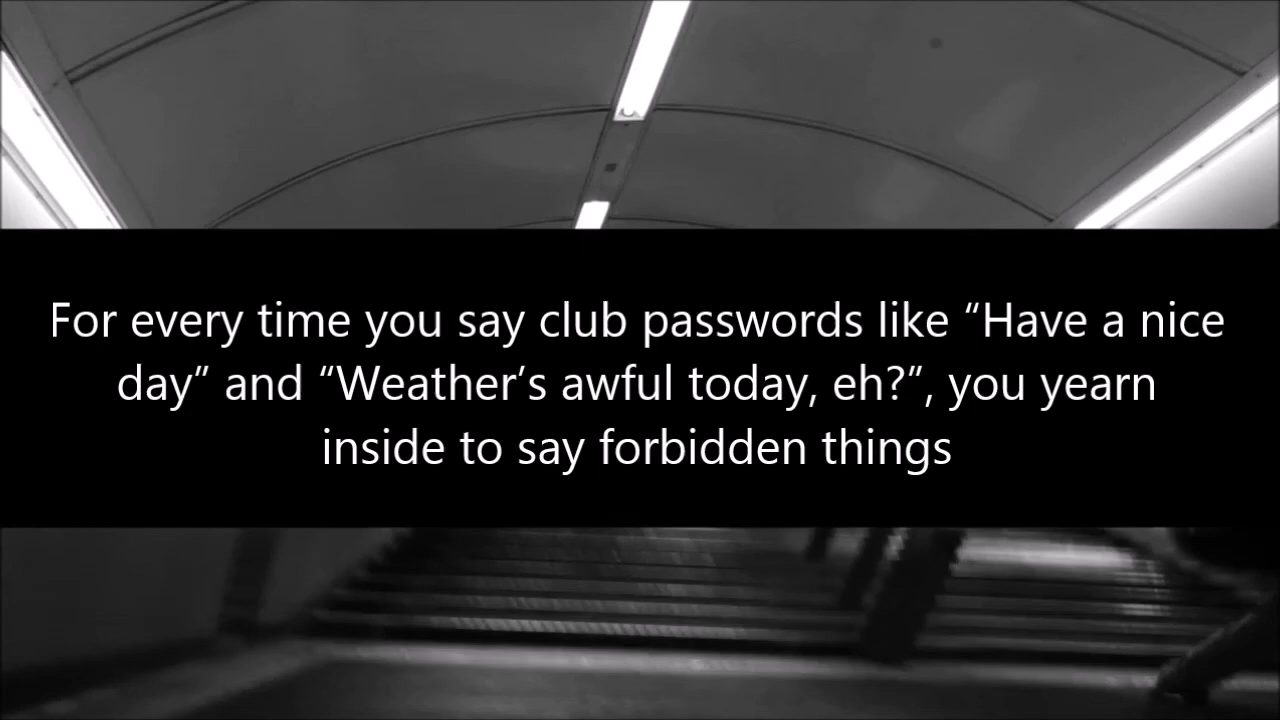 For every time you say club passwords like “Have a nice
day” and “Weather’s awful today, eh?”, you yearn
inside to say forbidden things